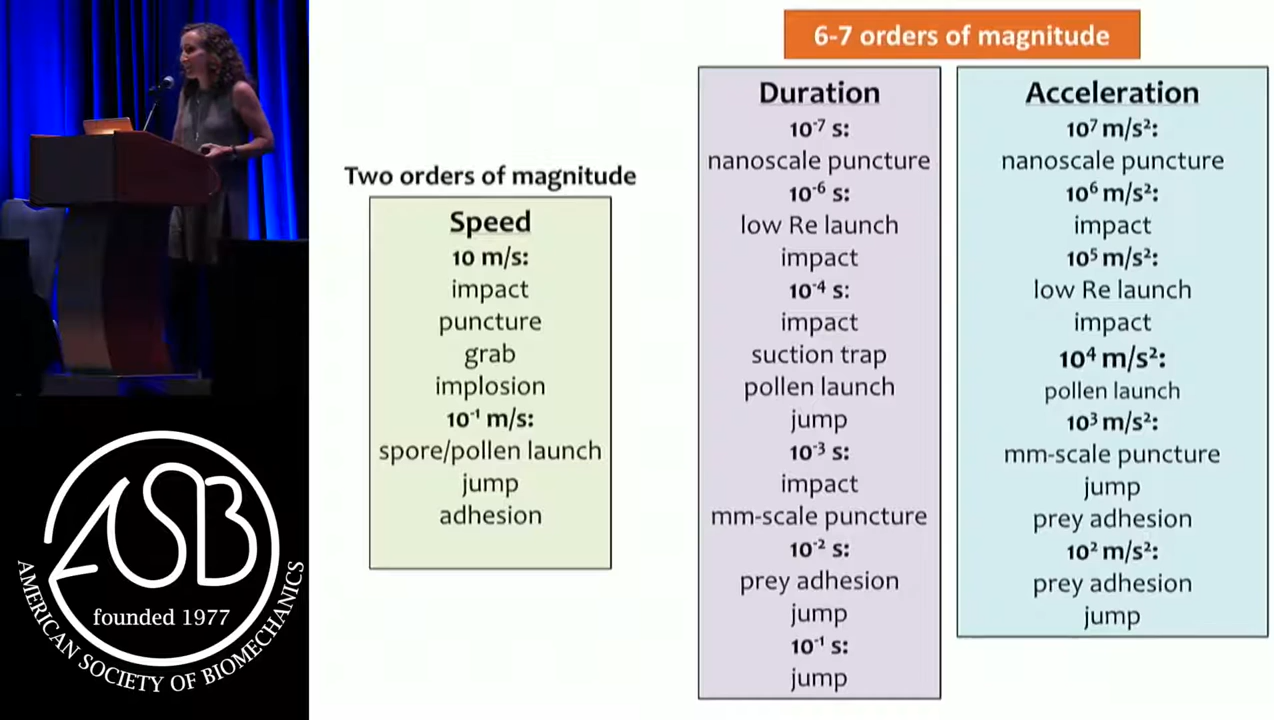 6-7 orders of magnitude
Two orders of magnitude
Speed
10 m/s:
impact
puncture
grab
implosion
10⁻¹ m/s:
spore/pollen launch
jump
adhesion
Duration
10⁻⁷ s:
nanoscale puncture
10⁻⁶ s:
low Re launch
impact
10⁻⁴ s:
impact
suction trap
pollen launch
jump
10⁻³ s:
impact
mm-scale puncture
10⁻² s:
prey adhesion
jump
10⁻¹ s:
jump
Acceleration
10⁷ m/s²:
nanoscale puncture
10⁶ m/s²:
impact
10⁵ m/s²:
low Re launch
impact
10⁴ m/s²:
pollen launch
10³ m/s²:
mm-scale puncture
jump
prey adhesion
10² m/s²:
prey adhesion
jump
ASB
founded 1977
AMERICAN SOCIETY OF BIOMECHANICS